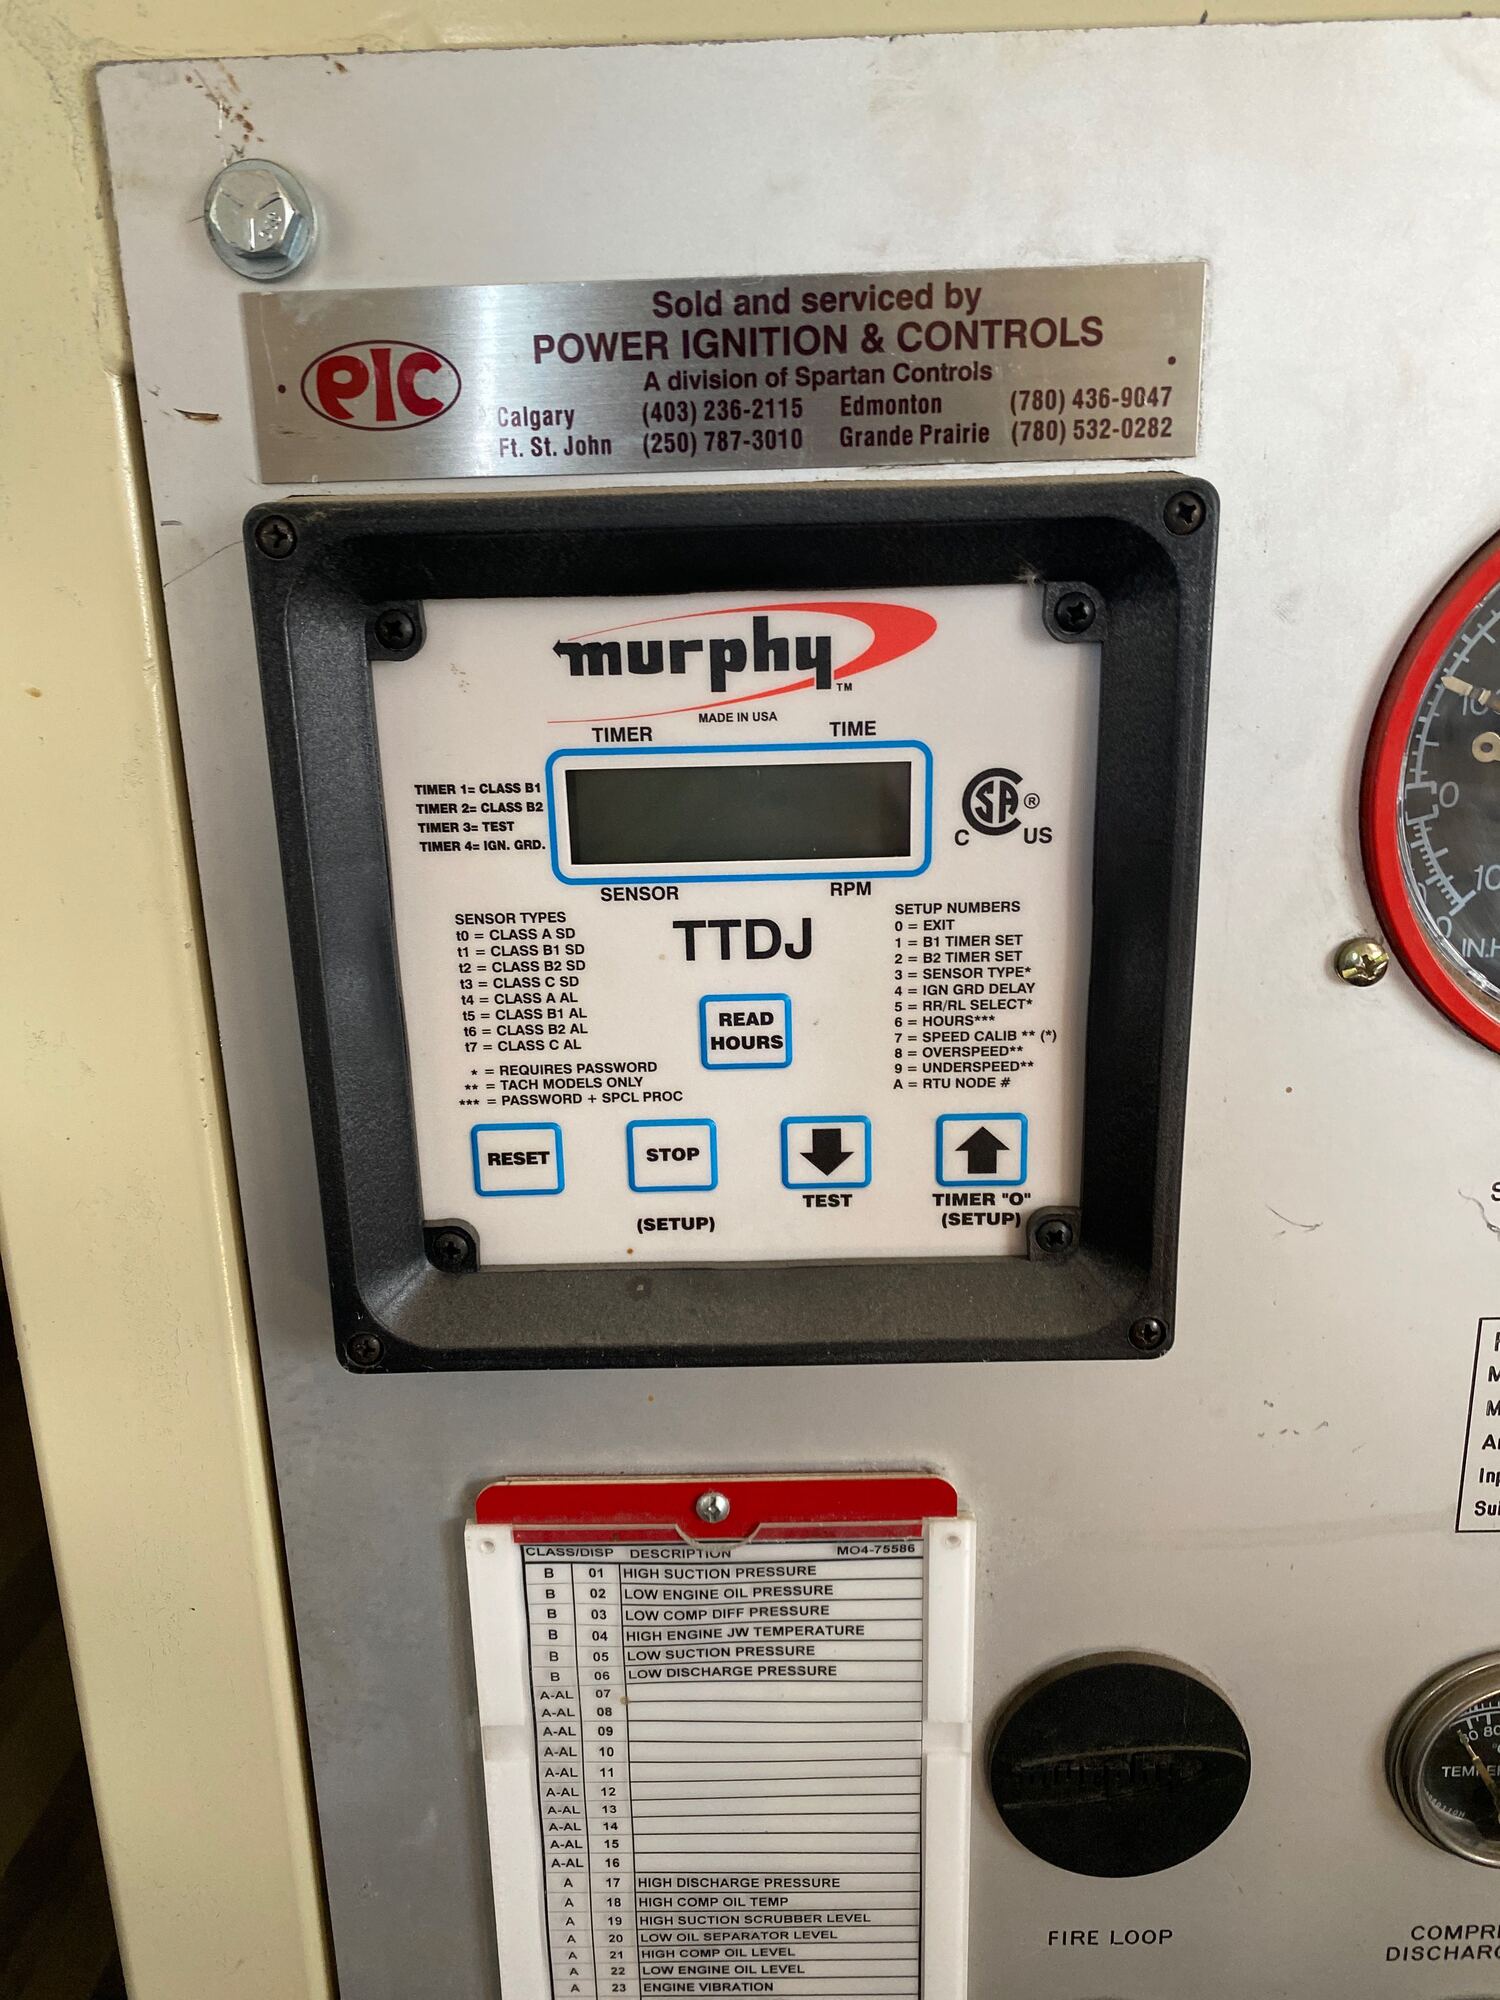 Sold and serviced by
PIC
POWER IGNITION & CONTROLS
A division of Spartan Controls
Calgary (403) 236-2115 Edmonton (780) 436-9047
Ft. St. John (250) 787-3010 Grande Prairie (780) 532-0282
murphy TM
MADE IN USA
TIMER TIME
TIMER 1= CLASS B1
TIMER 2= CLASS B2
TIMER 3= TEST
TIMER 4= IGN. GRD.
C SA ® US
SENSOR RPM
TTDJ
SENSOR TYPES
t0 = CLASS A SD
t1 = CLASS B1 SD
t2 = CLASS B2 SD
t3 = CLASS C SD
t4 = CLASS A AL
t5 = CLASS B1 AL
t6 = CLASS B2 AL
t7 = CLASS C AL
* = REQUIRES PASSWORD
** = TACH MODELS ONLY
*** = PASSWORD + SPCL PROC
READ
HOURS
SETUP NUMBERS
0 = EXIT
1 = B1 TIMER SET
2 = B2 TIMER SET
3 = SENSOR TYPE*
4 = IGN GRD DELAY
5 = RR/RL SELECT*
6 = HOURS***
7 = SPEED CALIB ** (*)
8 = OVERSPEED**
9 = UNDERSPEED**
A = RTU NODE #
RESET
STOP
(SETUP)
TEST
TIMER "O"
(SETUP)
CLASS/DISP DESCRIPTION MO4-75586
B 01 HIGH SUCTION PRESSURE
B 02 LOW ENGINE OIL PRESSURE
B 03 LOW COMP DIFF PRESSURE
B 04 HIGH ENGINE JW TEMPERATURE
B 05 LOW SUCTION PRESSURE
B 06 LOW DISCHARGE PRESSURE
A-AL 07
A-AL 08
A-AL 09
A-AL 10
A-AL 11
A-AL 12
A-AL 13
A-AL 14
A-AL 15
A-AL 16
A 17 HIGH DISCHARGE PRESSURE
A 18 HIGH COMP OIL TEMP
A 19 HIGH SUCTION SCRUBBER LEVEL
A 20 LOW OIL SEPARATOR LEVEL
A 21 HIGH COMP OIL LEVEL
A 22 LOW ENGINE OIL LEVEL
A 23 ENGINE VIBRATION
FIRE LOOP
COMPRE
DISCHARG
0
10
0
IN.H
80
TEMPER